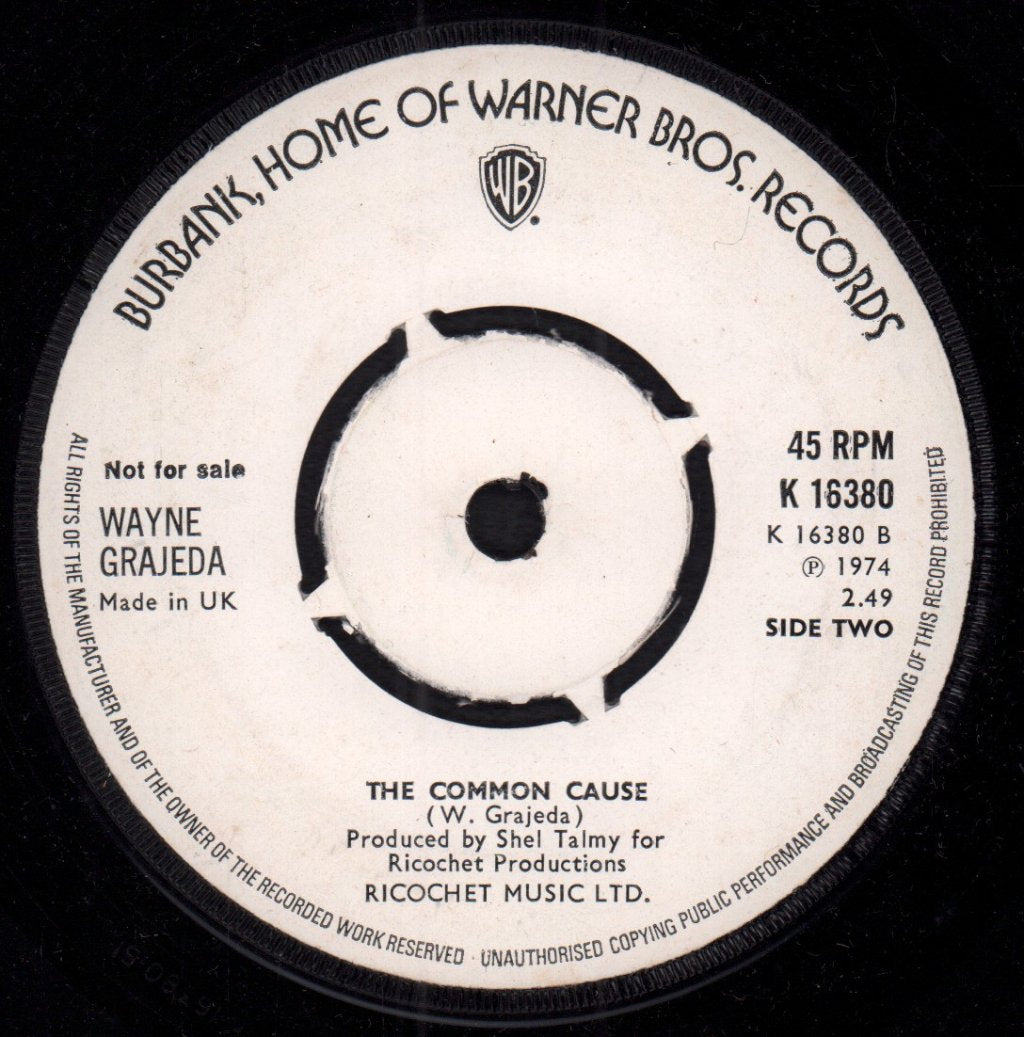 BURBANK, HOME OF WARNER BROS. RECORDS
WB
Not for sale
WAYNE
GRAJEDA
Made in UK
45 RPM
K 16380
K 16380 B
Ⓟ 1974
2.49
SIDE TWO
THE COMMON CAUSE
(W. Grajeda)
Produced by Shel Talmy for
Ricochet Productions
RICOCHET MUSIC LTD.
ALL RIGHTS OF THE MANUFACTURER AND OF THE OWNER OF THE RECORDED WORK RESERVED · UNAUTHORISED COPYING PUBLIC PERFORMANCE AND BROADCASTING OF THIS RECORD PROHIBITED